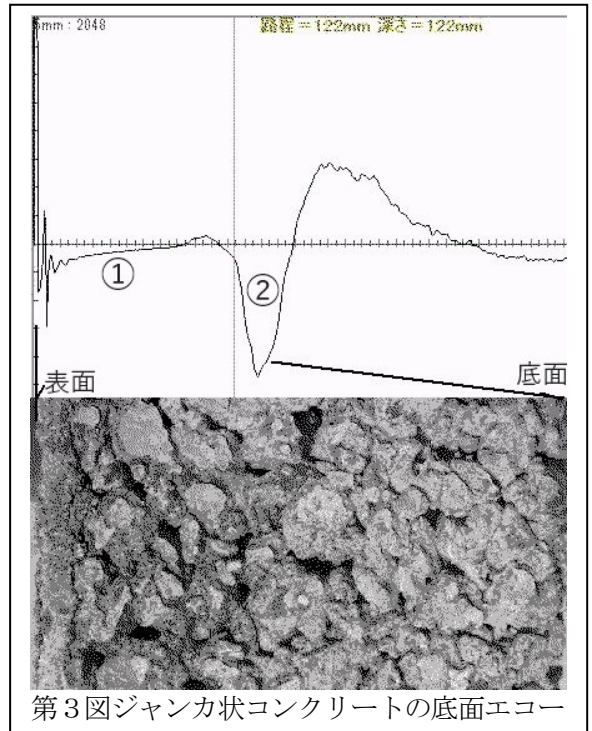 5mm : 2048
路程 = 122mm 深さ = 122mm
①
②
表面
底面
第3図ジャンカ状コンクリートの底面エコー